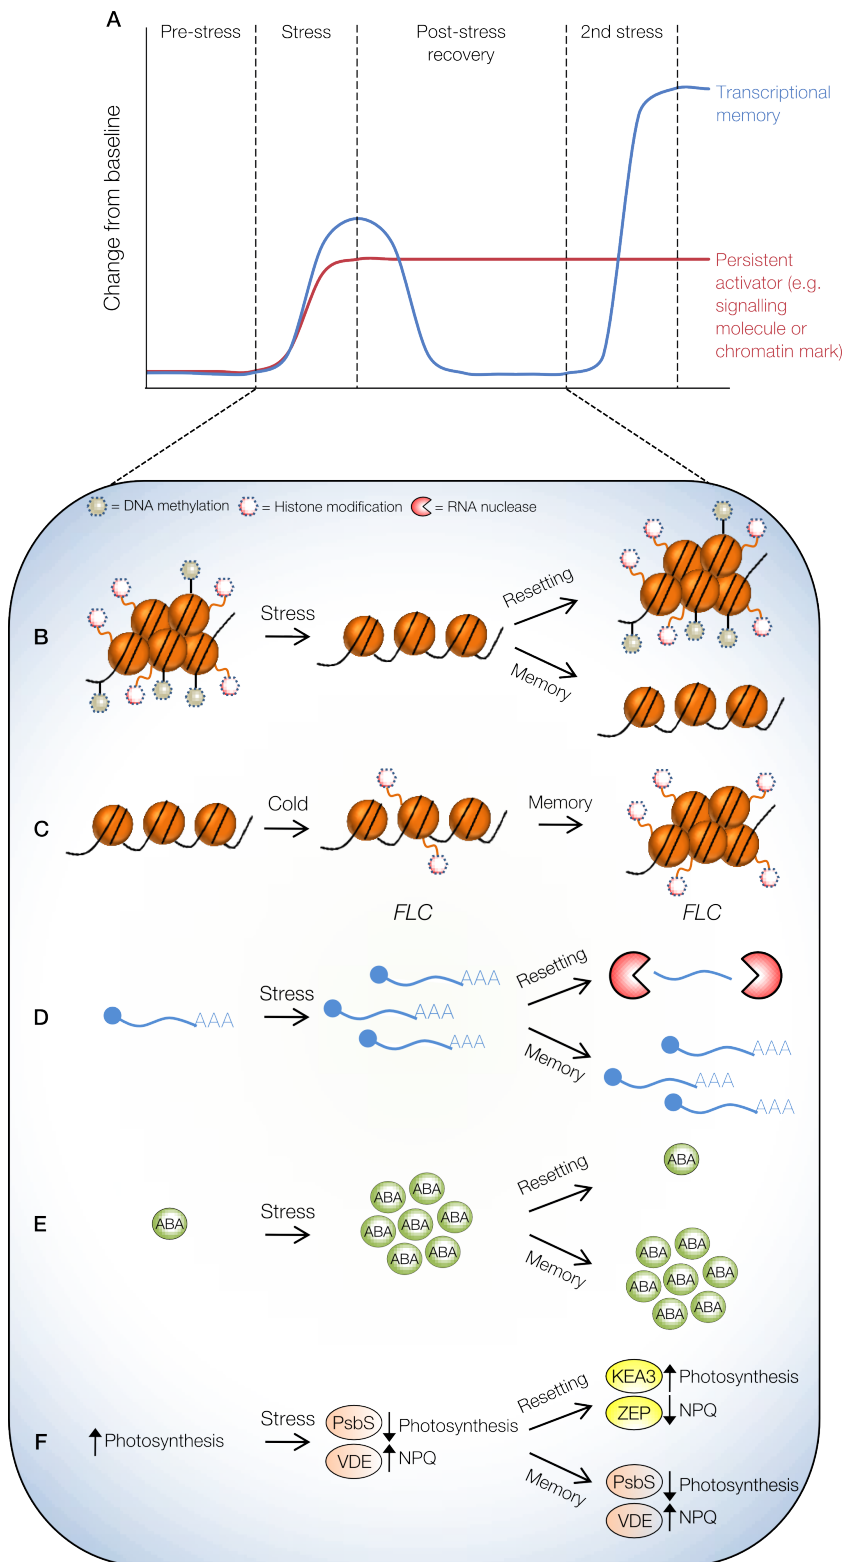 A
Pre-stress
Stress
Post-stress
recovery
2nd stress
Change from baseline
Transcriptional
memory
Persistent
activator (e.g.
signalling
molecule or
chromatin mark)
= DNA methylation
= Histone modification
= RNA nuclease
B
Stress
Resetting
Memory
C
Cold
Memory
FLC
FLC
D
AAA
Stress
AAA
AAA
AAA
Resetting
Memory
AAA
AAA
AAA
E
ABA
Stress
ABA
ABA
ABA
ABA
ABA
ABA
ABA
Resetting
Memory
ABA
ABA
ABA
ABA
ABA
ABA
ABA
ABA
F
Photosynthesis
Stress
PsbS
Photosynthesis
VDE
NPQ
Resetting
Memory
KEA3
Photosynthesis
ZEP
NPQ
PsbS
Photosynthesis
VDE
NPQ